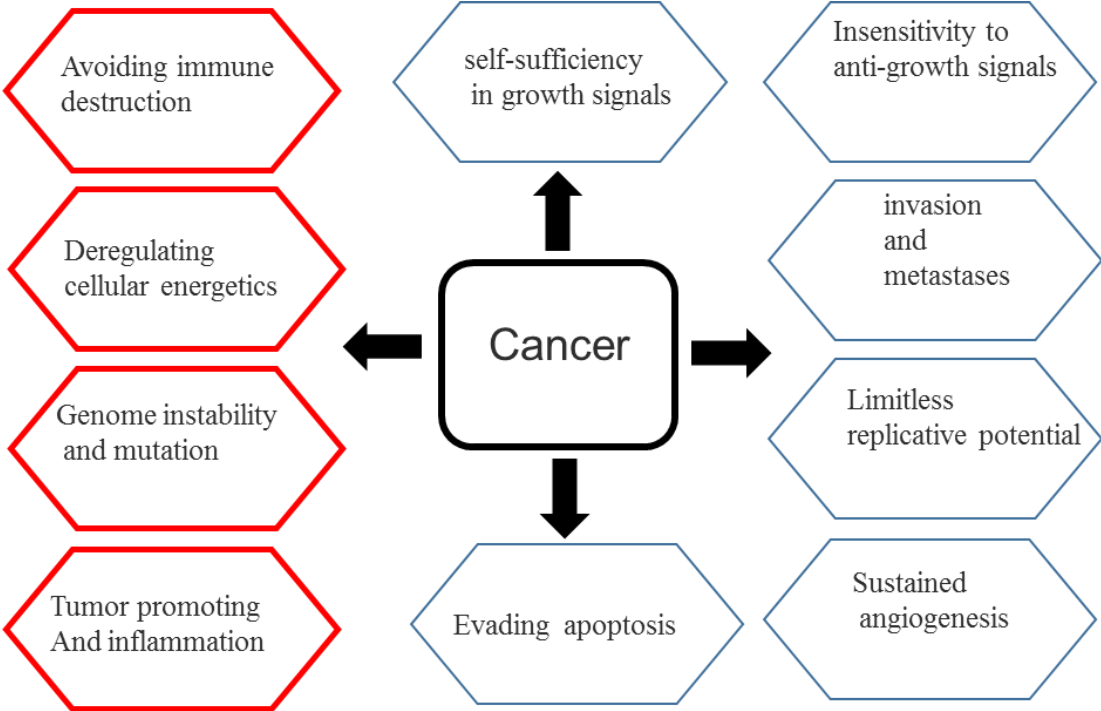 Avoiding immune
destruction
Deregulating
cellular energetics
Genome instability
and mutation
Tumor promoting
And inflammation
self-sufficiency
in growth signals
Cancer
Evading apoptosis
Insensitivity to
anti-growth signals
invasion
and
metastases
Limitless
replicative potential
Sustained
angiogenesis